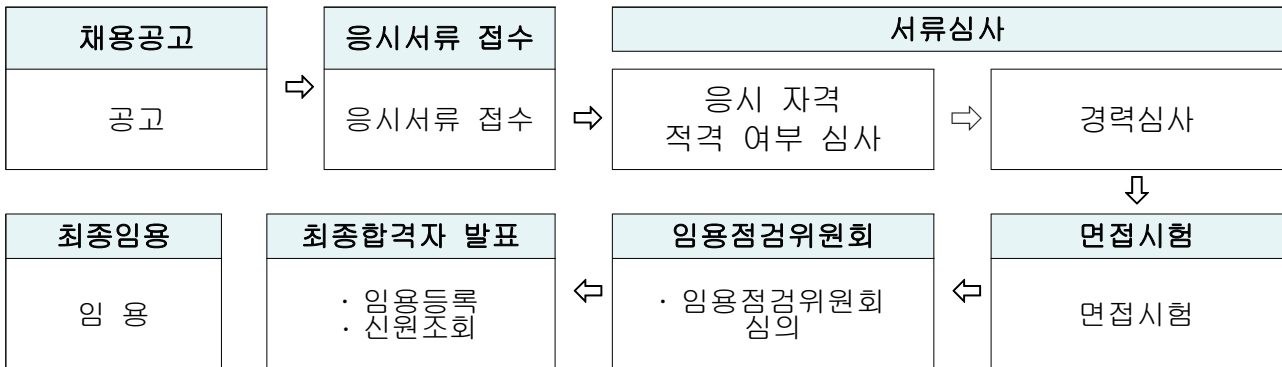 채용공고
응시서류 접수
서류심사
공고
응시서류 접수
응시 자격
적격 여부 심사
경력심사
최종임용
최종합격자 발표
임용점검위원회
면접시험
임 용
· 임용등록
· 신원조회
· 임용점검위원회
심의
면접시험